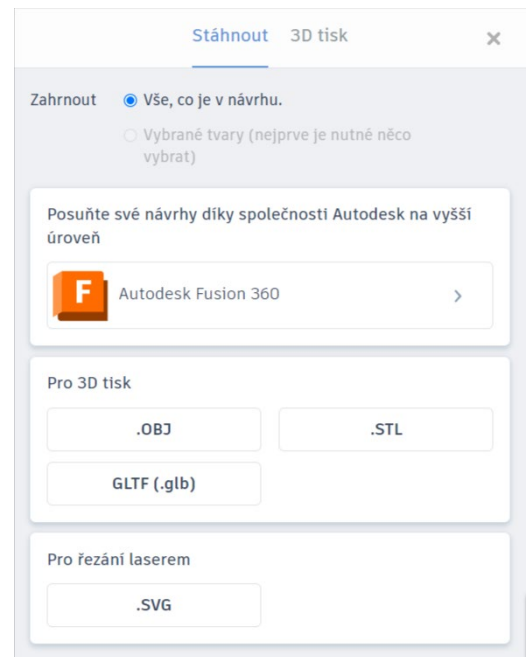 Stáhnout 3D tisk ×
Zahrnout Vše, co je v návrhu.
Vybrané tvary (nejprve je nutné něco
vybrat)
Posuňte své návrhy díky společnosti Autodesk na vyšší
úroveň
F Autodesk Fusion 360
Pro 3D tisk
.OBJ .STL
GLTF (.glb)
Pro řezání laserem
.SVG